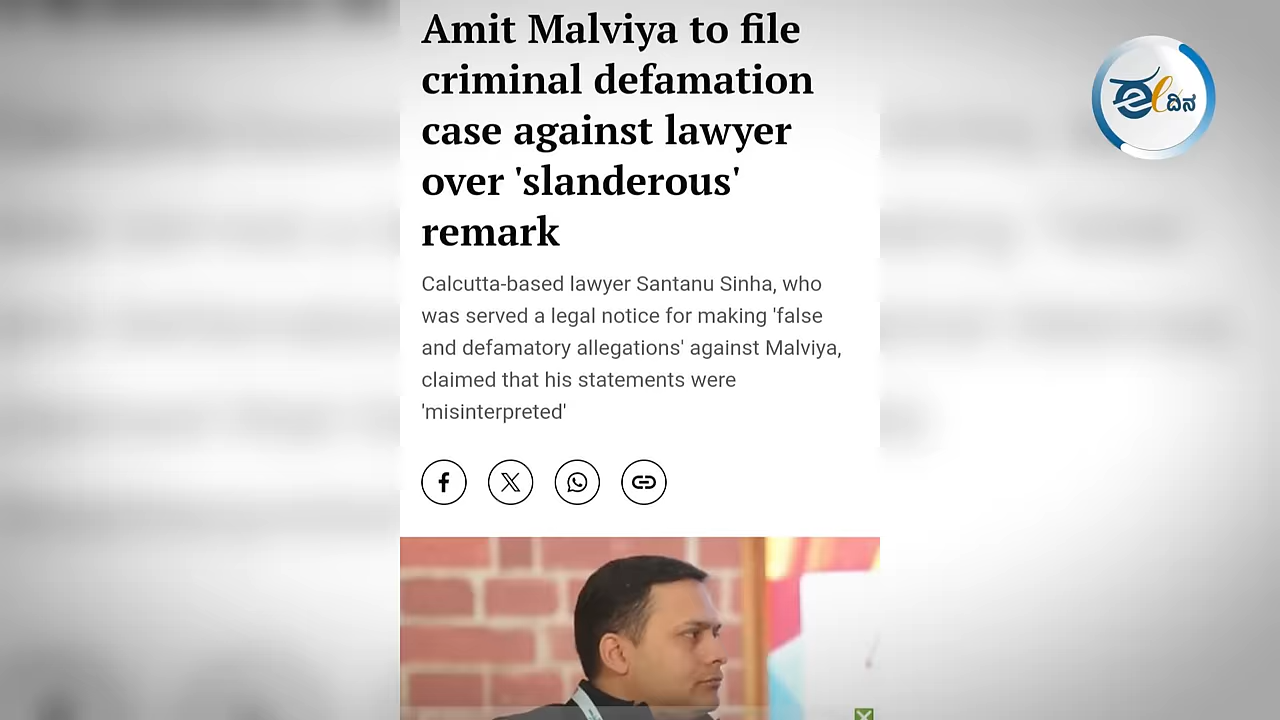 Amit Malviya to file
criminal defamation
case against lawyer
over 'slanderous'
remark
Calcutta-based lawyer Santanu Sinha, who
was served a legal notice for making 'false
and defamatory allegations' against Malviya,
claimed that his statements were
'misinterpreted'
ದಿನ